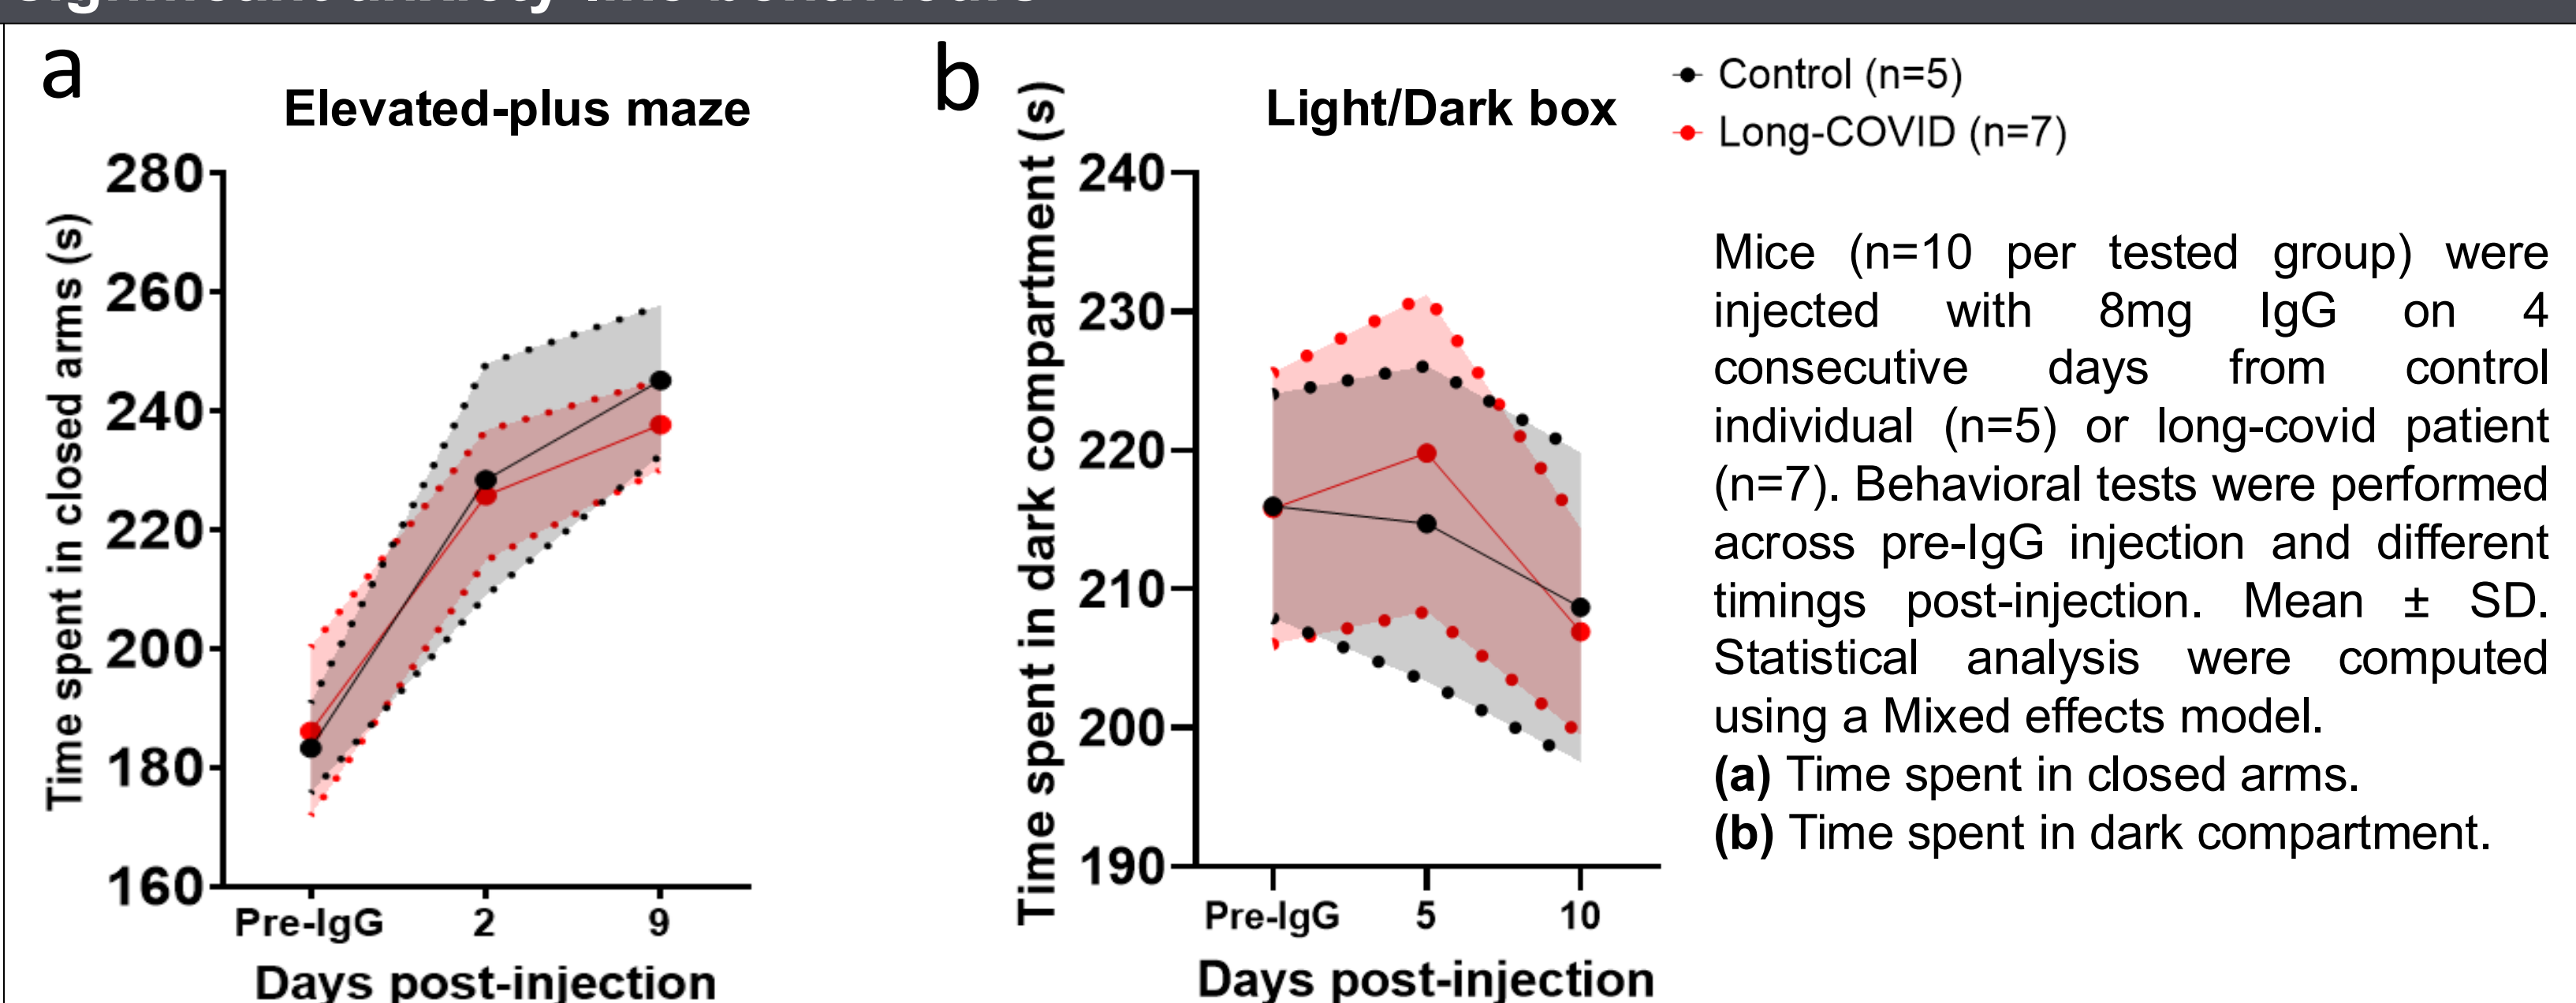 a
Elevated-plus maze
Time spent in closed arms (s)
280
260
240
220
200
180
160
Pre-IgG 2 9
Days post-injection
b
Light/Dark box
Time spent in dark compartment (s)
240
230
220
210
200
190
Pre-IgG 5 10
Days post-injection
Control (n=5)
Long-COVID (n=7)
Mice (n=10 per tested group) were
injected with 8mg IgG on 4
consecutive days from control
individual (n=5) or long-covid patient
(n=7). Behavioral tests were performed
across pre-IgG injection and different
timings post-injection. Mean ± SD.
Statistical analysis were computed
using a Mixed effects model.
(a) Time spent in closed arms.
(b) Time spent in dark compartment.